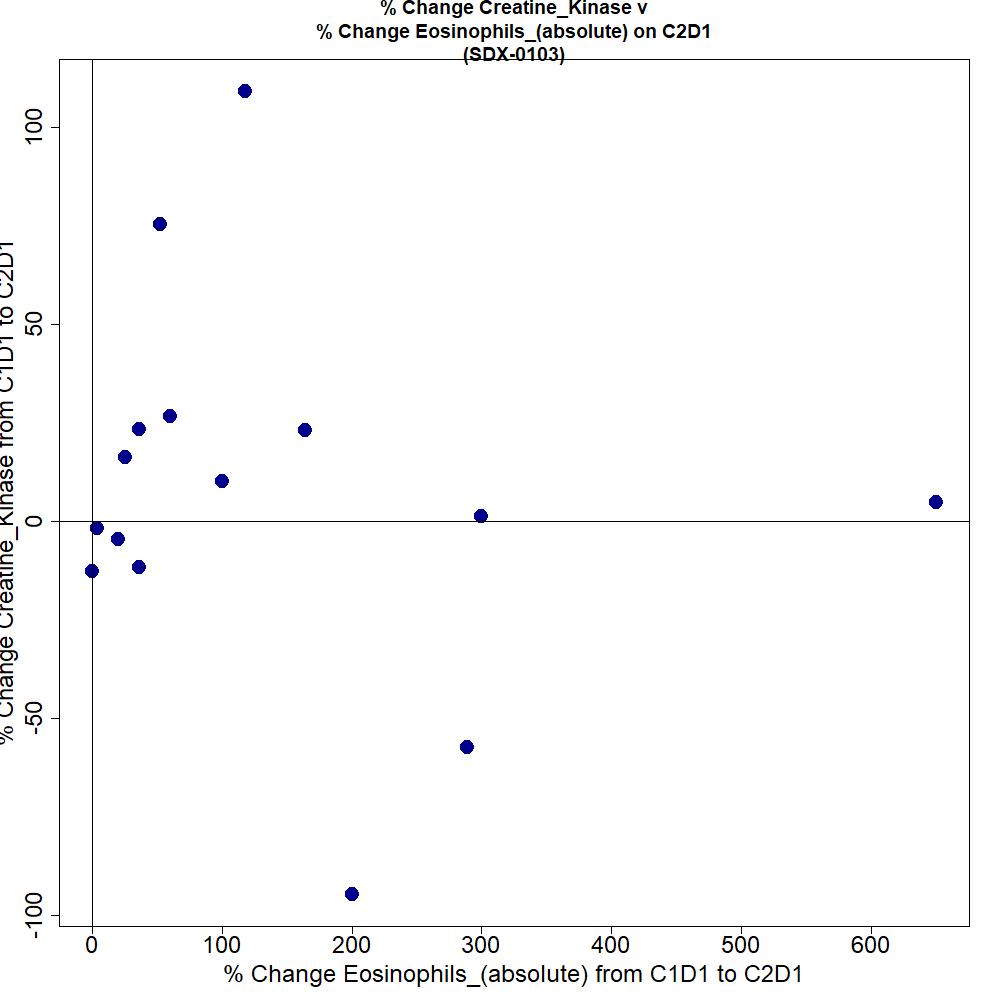 % Change Creatine_Kinase v
% Change Eosinophils_(absolute) on C2D1
(SDX-0103)
% Change Creatine_Kinase from C1D1 to C2D1
100
50
0
-50
-100
0 100 200 300 400 500 600
% Change Eosinophils_(absolute) from C1D1 to C2D1